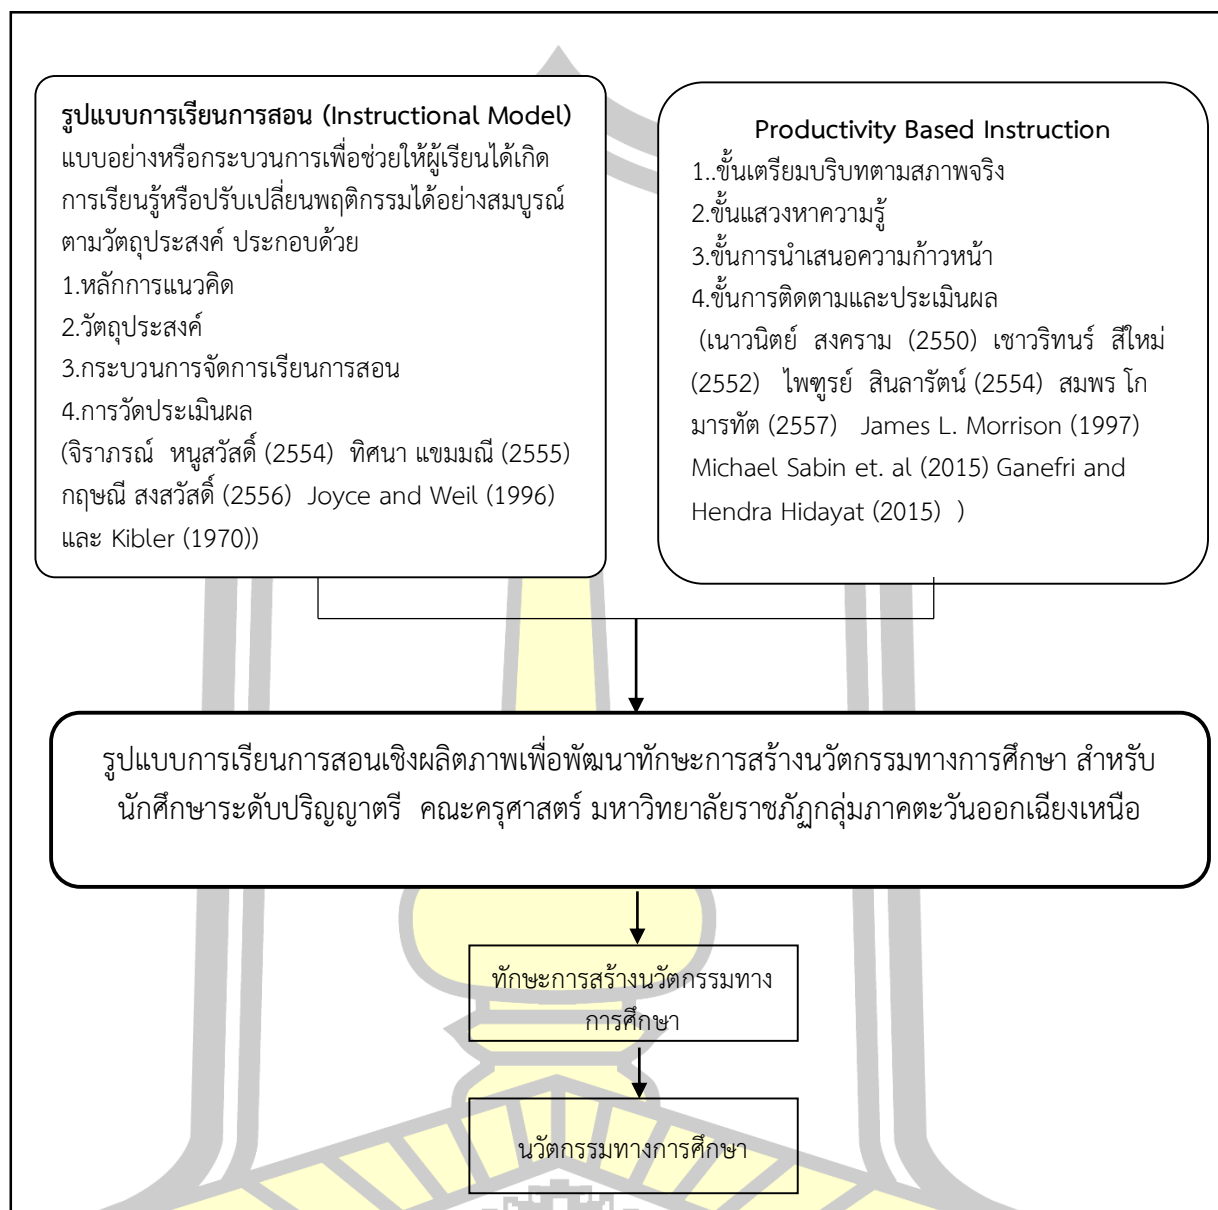 รูปแบบการเรียนการสอน (Instructional Model)
แบบอย่างหรือกระบวนการเพื่อช่วยให้ผู้เรียนได้เกิด
การเรียนรู้หรือปรับเปลี่ยนพฤติกรรมได้อย่างสมบูรณ์
ตามวัตถุประสงค์ ประกอบด้วย
1.หลักการแนวคิด
2.วัตถุประสงค์
3.กระบวนการจัดการเรียนการสอน
4.การวัดประเมินผล
(จิราภรณ์ หนูสวัสดิ์ (2554) ทิศนา แขมมณี (2555)
กฤษณี สงสวัสดิ์ (2556) Joyce and Weil (1996)
และ Kibler (1970))
Productivity Based Instruction
1..ขั้นเตรียมบริบทตามสภาพจริง
2.ขั้นแสวงหาความรู้
3.ขั้นการนำเสนอความก้าวหน้า
4.ขั้นการติดตามและประเมินผล
(เนาวนิตย์ สงคราม (2550) เชาวริทนร์ สีใหม่
(2552) ไพฑูรย์ สินลารัตน์ (2554) สมพร โก
มารทัต (2557) James L. Morrison (1997)
Michael Sabin et. al (2015) Ganefri and
Hendra Hidayat (2015) )
รูปแบบการเรียนการสอนเชิงผลิตภาพเพื่อพัฒนาทักษะการสร้างนวัตกรรมทางการศึกษา สำหรับ
นักศึกษาระดับปริญญาตรี คณะครุศาสตร์ มหาวิทยาลัยราชภัฏกลุ่มภาคตะวันออกเฉียงเหนือ
ทักษะการสร้างนวัตกรรมทาง
การศึกษา
นวัตกรรมทางการศึกษา